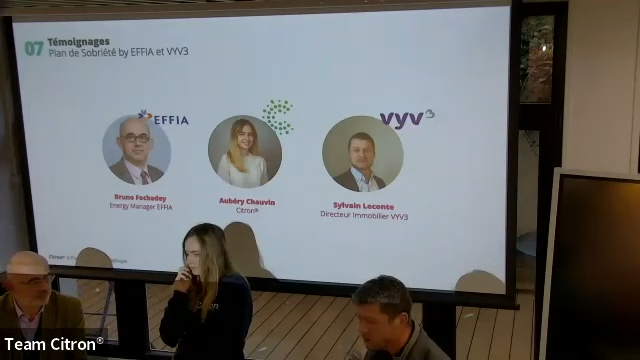 07 Témoignages
Plan de Sobriété by EFFIA et VYV3
EFFIA
vyv3
Bruno Fockedey
Energy Manager EFFIA
Aubéry Chauvin
Citron®
Sylvain Leconte
Directeur Immobilier VYV3
Team Citron®